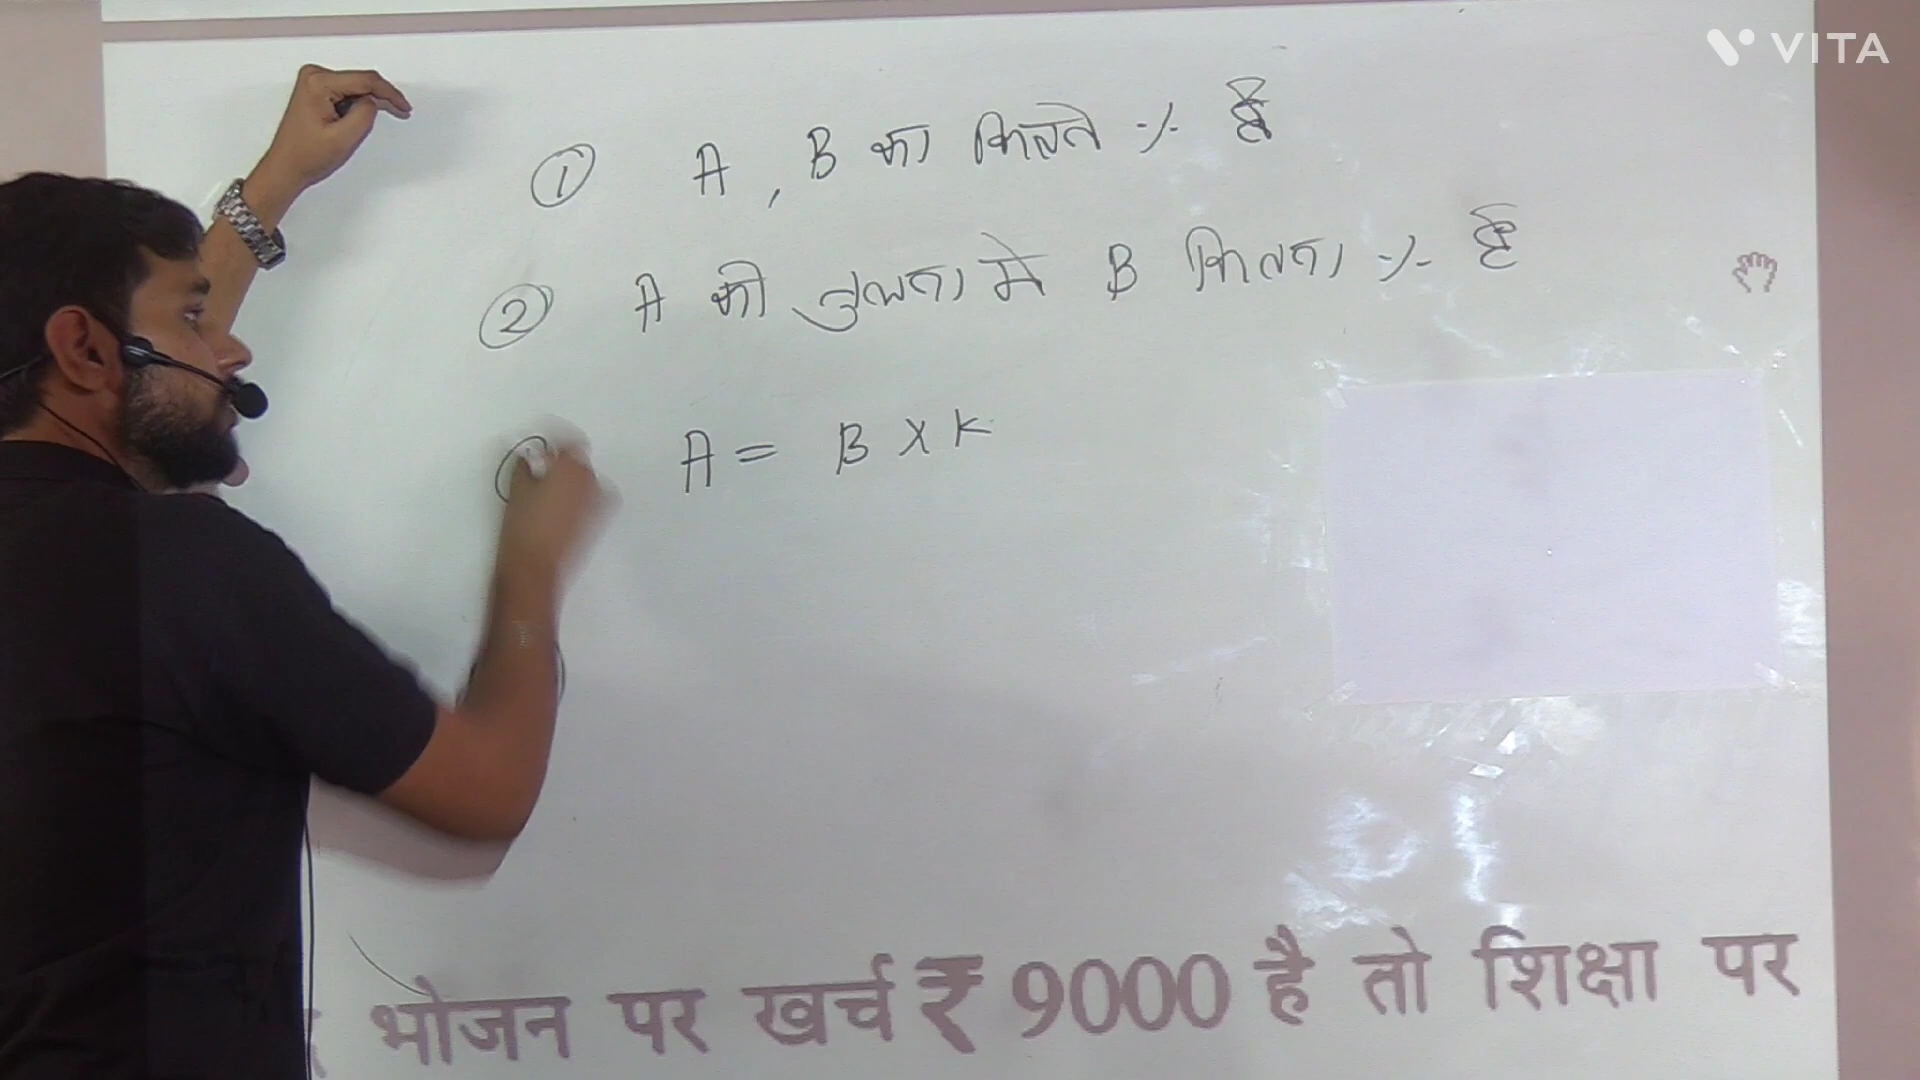 VITA
① A , B का कितने ·/· है
② A की तुलना में B कितना ·/· है
A = B × K
भोजन पर खर्च ₹ 9000 है तो शिक्षा पर